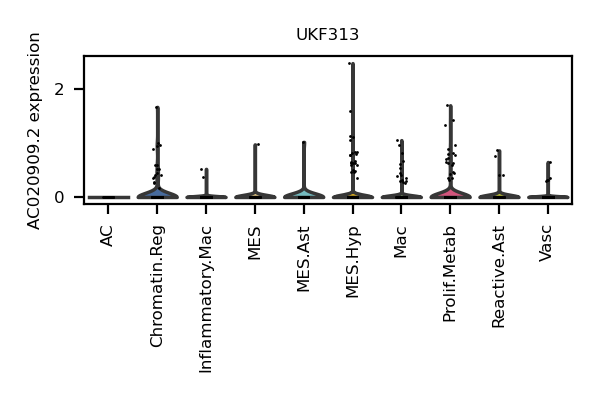 UKF313
AC020909.2 expression
2
0
AC
Chromatin.Reg
Inflammatory.Mac
MES
MES.Ast
MES.Hyp
Mac
Prolif.Metab
Reactive.Ast
Vasc